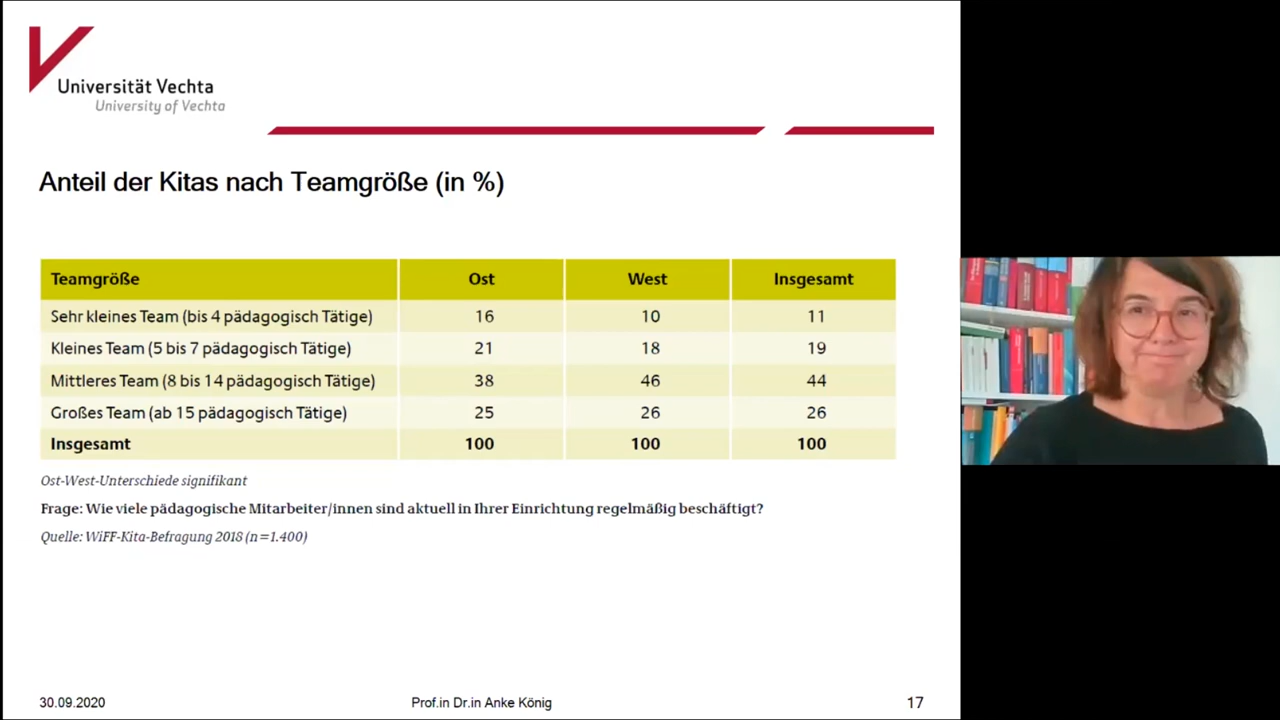 Universität Vechta
University of Vechta
Anteil der Kitas nach Teamgröße (in %)
Teamgröße Ost West Insgesamt
Sehr kleines Team (bis 4 pädagogisch Tätige) 16 10 11
Kleines Team (5 bis 7 pädagogisch Tätige) 21 18 19
Mittleres Team (8 bis 14 pädagogisch Tätige) 38 46 44
Großes Team (ab 15 pädagogisch Tätige) 25 26 26
Insgesamt 100 100 100
Ost-West-Unterschiede signifikant
Frage: Wie viele pädagogische Mitarbeiter/innen sind aktuell in Ihrer Einrichtung regelmäßig beschäftigt?
Quelle: WiFF-Kita-Befragung 2018 (n=1.400)
30.09.2020 Prof.in Dr.in Anke König 17